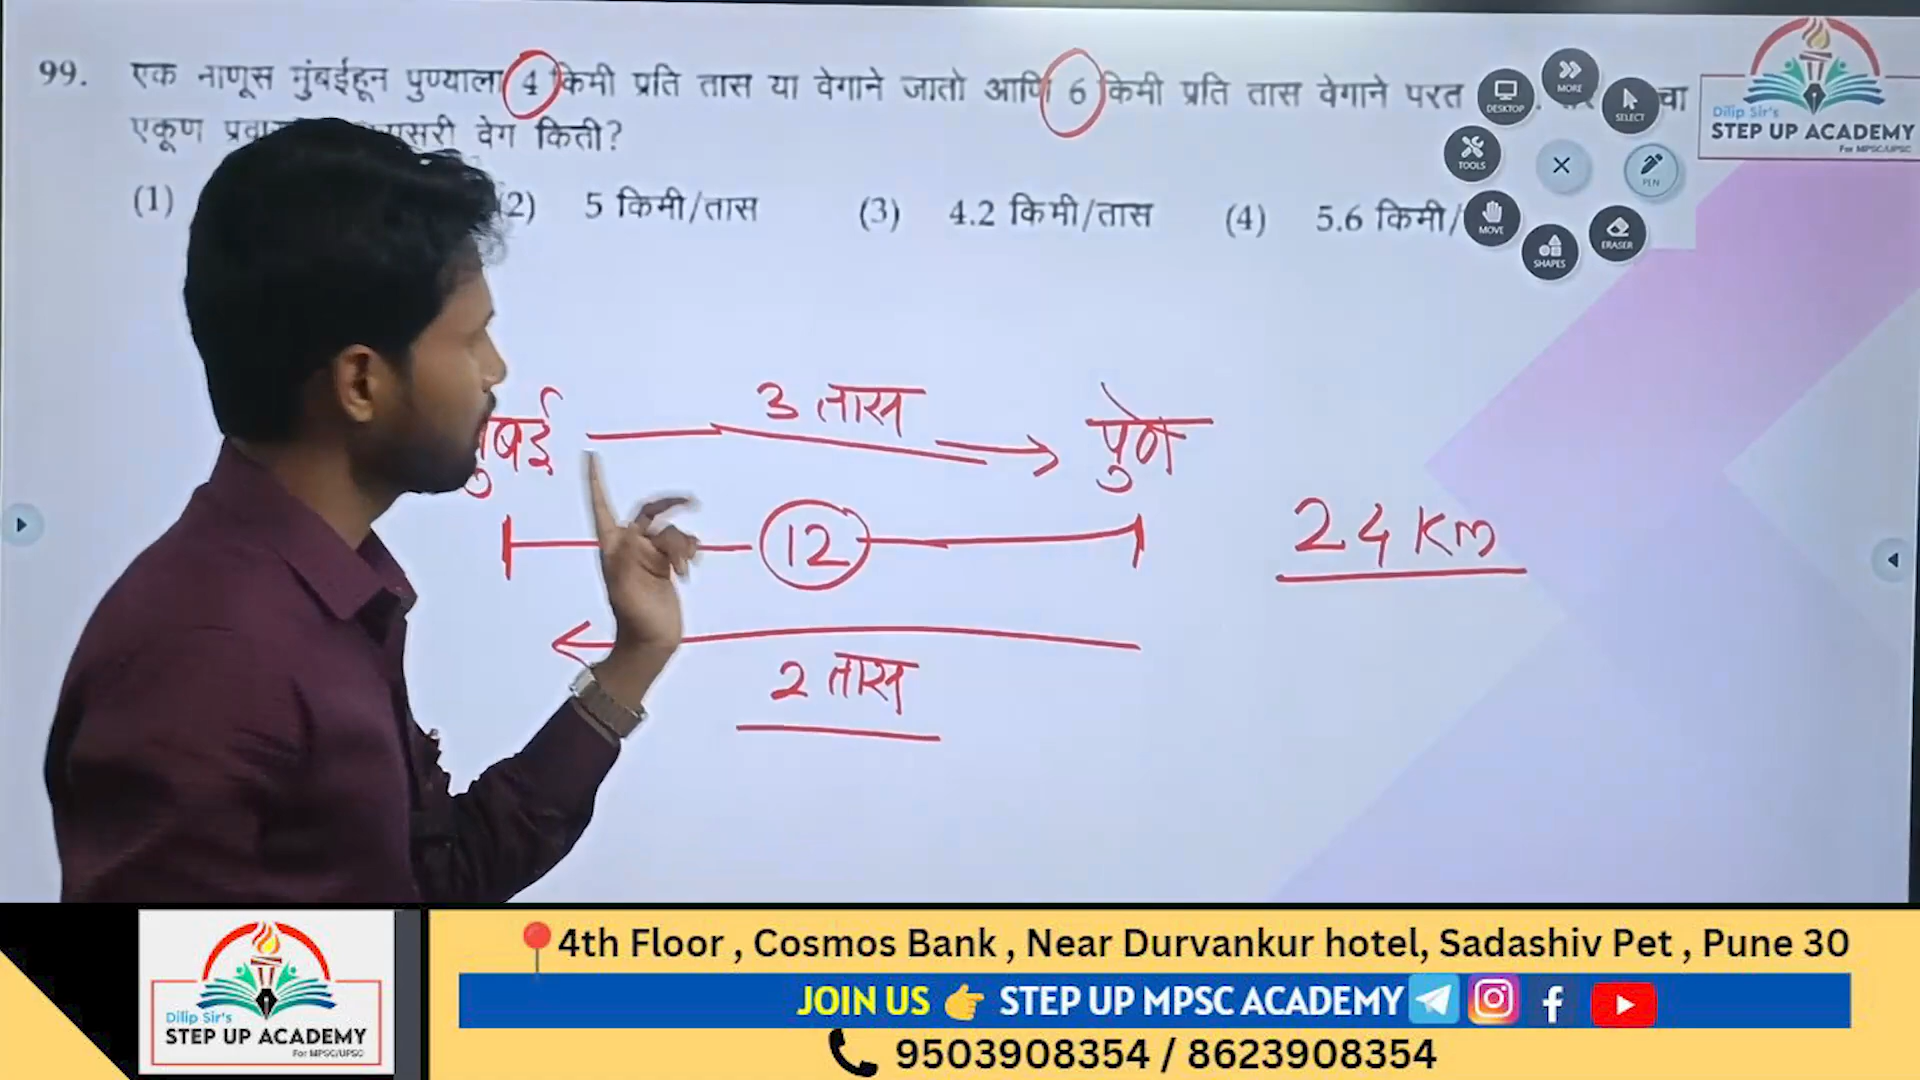 99. एक नाणूस मुंबईहून पुण्याला 4 किमी प्रति तास या वेगाने जातो आणि 6 किमी प्रति तास वेगाने परत
एकूण वेग किती?
(1) (2) 5 किमी/तास (3) 4.2 किमी/तास (4) 5.6 किमी/
DESKTOP
MORE
SELECT
TOOLS
PEN
MOVE
SHAPES
ERASER
Dilip Sir's
STEP UP ACADEMY
For MPSC/UPSC
3 तास
पुणे
12
24 Km
2 तास
Dilip Sir's
STEP UP ACADEMY
For MPSC/UPSC
4th Floor , Cosmos Bank , Near Durvankur hotel, Sadashiv Pet , Pune 30
JOIN US 👉 STEP UP MPSC ACADEMY
9503908354 / 8623908354